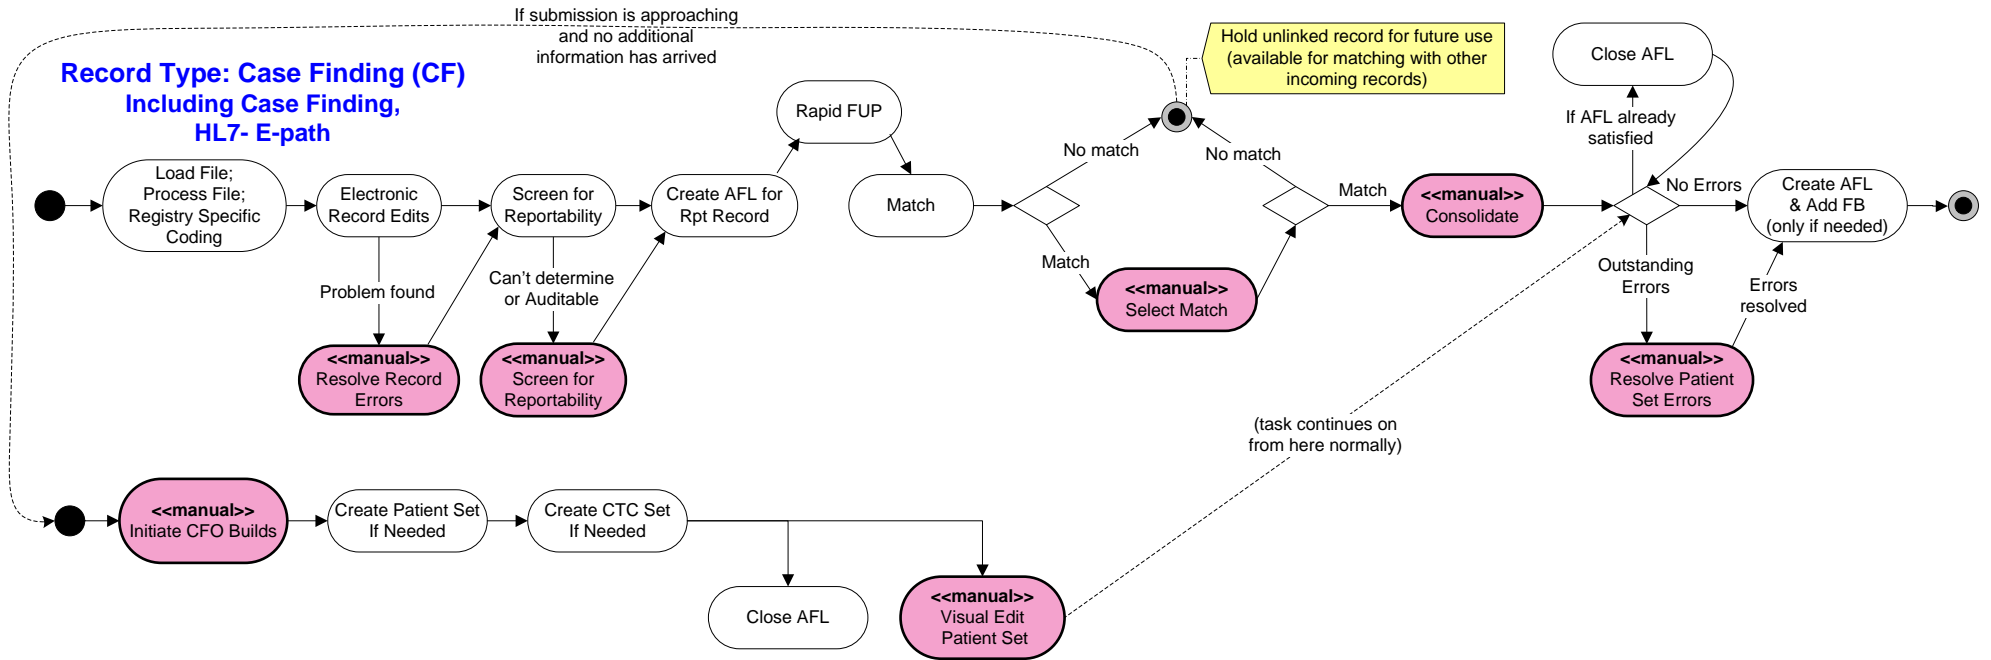 If submission is approaching
and no additional
information has arrived
Record Type: Case Finding (CF)
Including Case Finding,
HL7- E-path
Hold unlinked record for future use
(available for matching with other
incoming records)
Close AFL
Rapid FUP
If AFL already
satisfied
No match
No match
Load File;
Process File;
Registry Specific
Coding
Electronic
Record Edits
Screen for
Reportability
Create AFL for
Rpt Record
Match
Match
<<manual>>
Consolidate
No Errors
Create AFL
& Add FB
(only if needed)
Problem found
Can't determine
or Auditable
Match
<<manual>>
Select Match
Outstanding
Errors
Errors
resolved
<<manual>>
Resolve Record
Errors
<<manual>>
Screen for
Reportability
<<manual>>
Resolve Patient
Set Errors
(task continues on
from here normally)
<<manual>>
Initiate CFO Builds
Create Patient Set
If Needed
Create CTC Set
If Needed
Close AFL
<<manual>>
Visual Edit
Patient Set